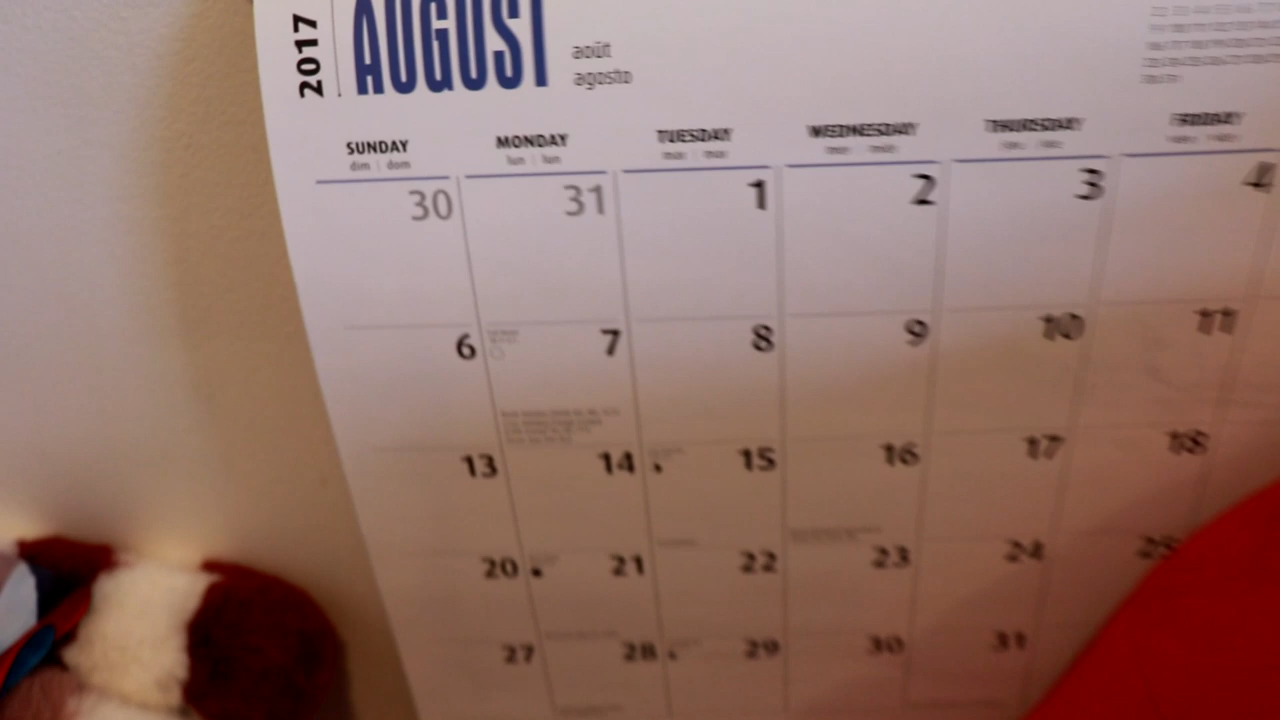 2017
AUGUST
août
agosto
SUNDAY MONDAY TUESDAY WEDNESDAY THURSDAY FRIDAY
dim | dom lun | lun mar | mar
30 31 1 2 3 4
6 7 8 9 10 11
13 14 15 16 17 18
20 21 22 23 24 25
27 28 29 30 31